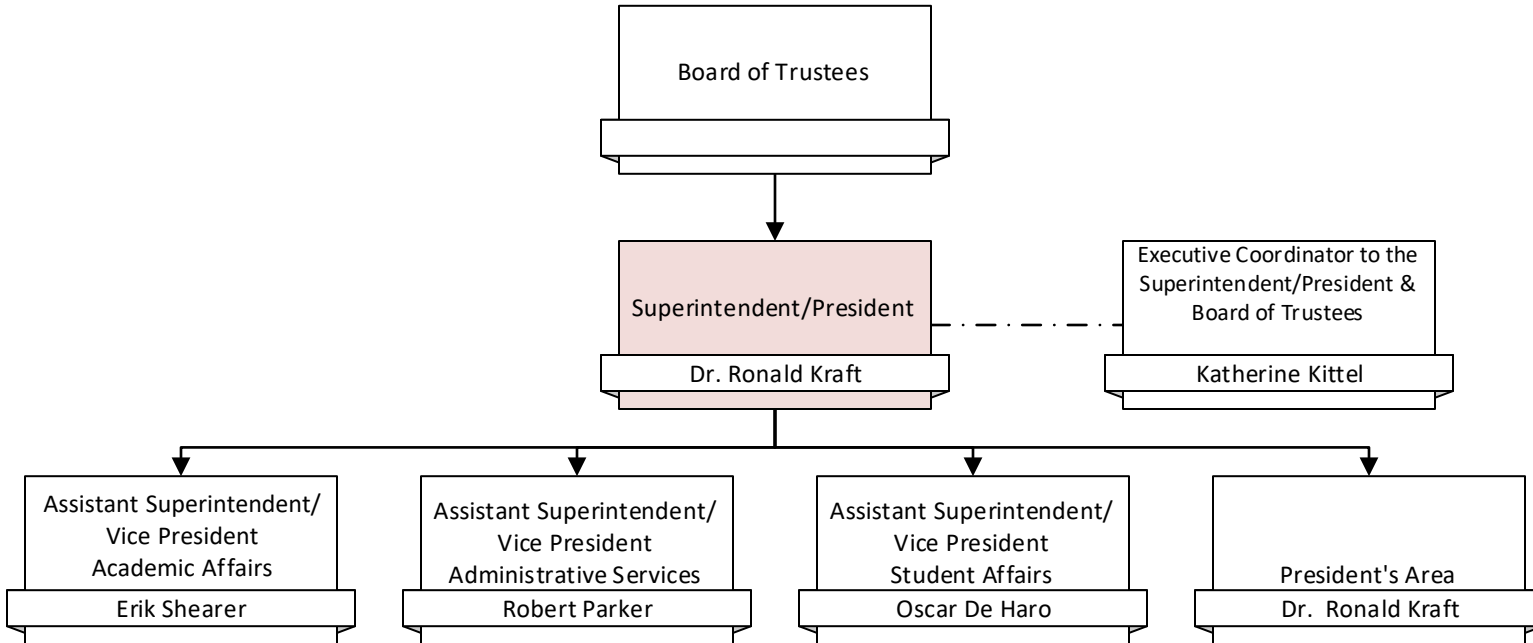 Board of Trustees
Superintendent/President
Dr. Ronald Kraft
Executive Coordinator to the
Superintendent/President &
Board of Trustees
Katherine Kittel
Assistant Superintendent/
Vice President
Academic Affairs
Erik Shearer
Assistant Superintendent/
Vice President
Administrative Services
Robert Parker
Assistant Superintendent/
Vice President
Student Affairs
Oscar De Haro
President's Area
Dr.  Ronald Kraft